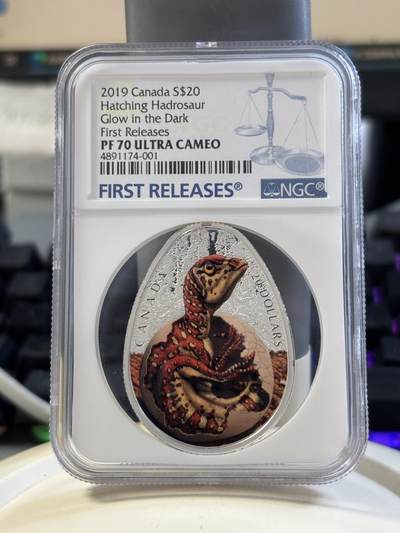 2019 Canada S$20
Hatching Hadrosaur
Glow in the Dark
First Releases
PF 70 ULTRA CAMEO
4891174-001
FIRST RELEASES®
NGC®
CANADA
20 DOLLARS